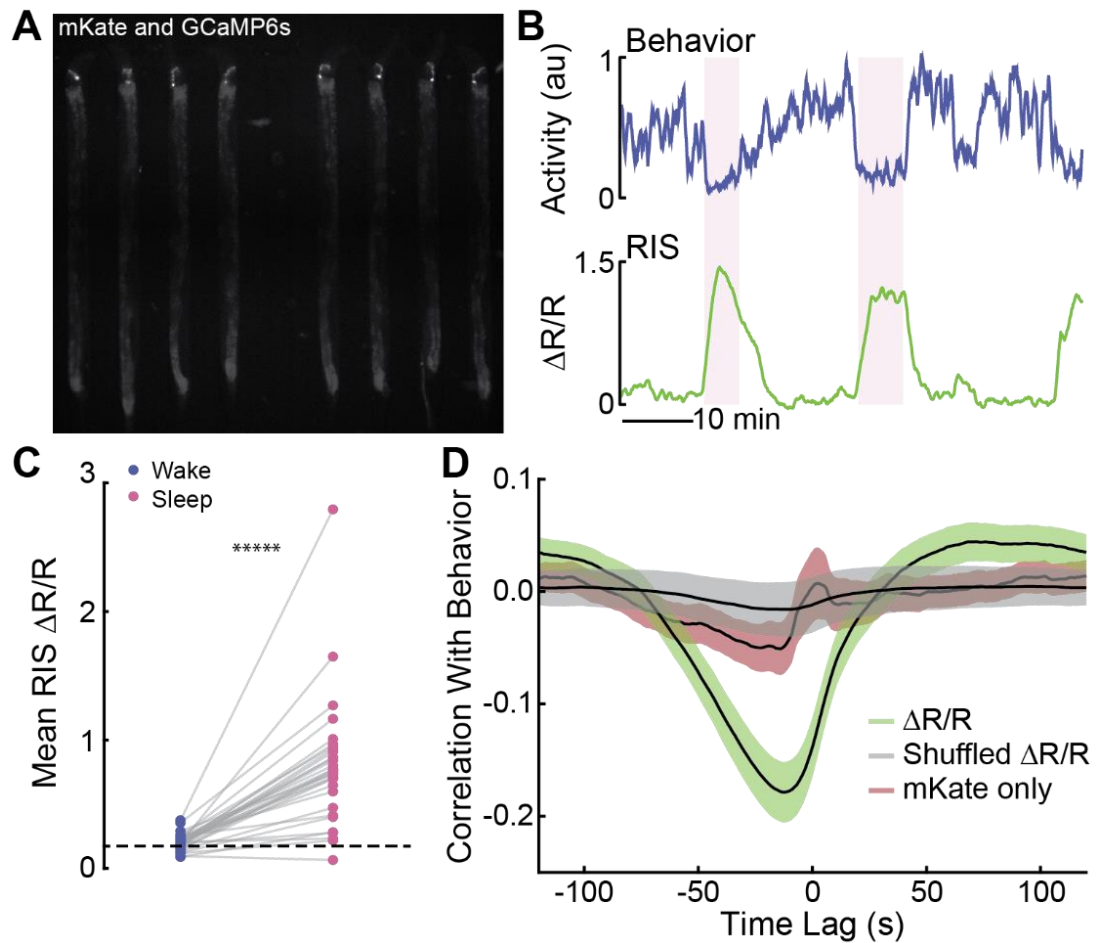 A
mKate and GCaMP6s
B
Behavior
Activity (au)
1
0
RIS
ΔR/R
1.5
0
10 min
C
Mean RIS ΔR/R
3
2
1
0
Wake
Sleep
*****
D
Correlation With Behavior
0.1
0.0
-0.1
-0.2
ΔR/R
Shuffled ΔR/R
mKate only
-100 -50 0 50 100
Time Lag (s)